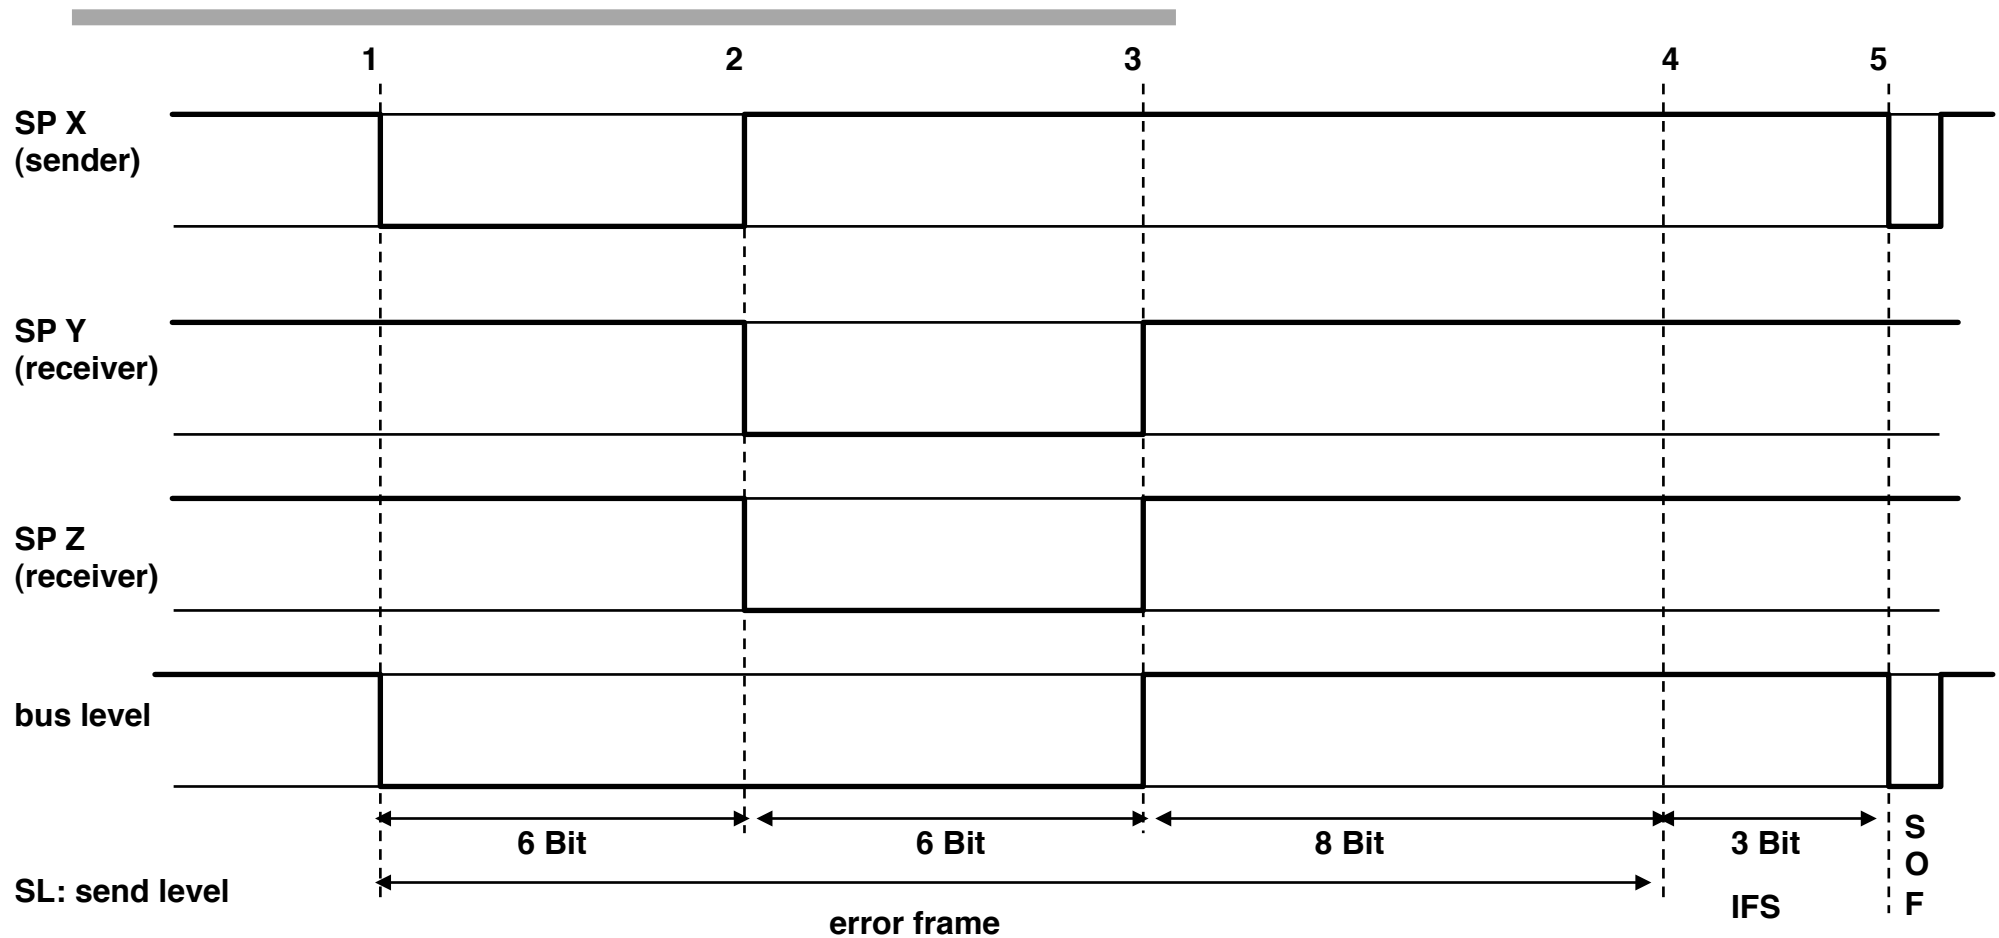 1 2 3 4 5
SP X
(sender)
SP Y
(receiver)
SP Z
(receiver)
bus level
6 Bit 6 Bit 8 Bit 3 Bit
SL: send level
error frame
IFS
S
O
F